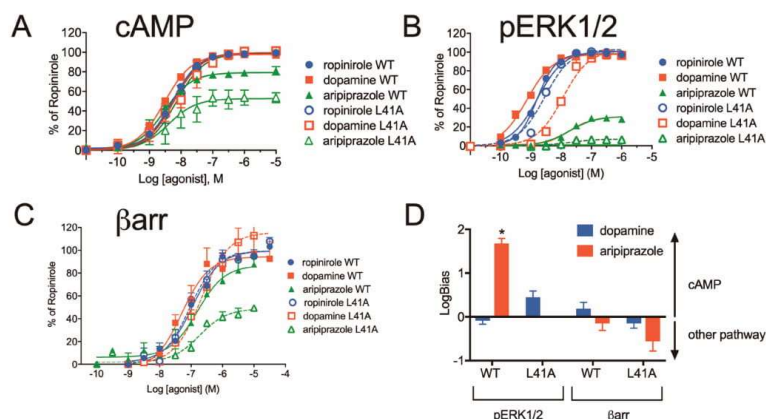 A
cAMP
% of Ropinirole
120
100
80
60
40
20
0
-10
-9
-8
-7
-6
-5
Log [agonist], M
ropinirole WT
dopamine WT
aripiprazole WT
ropinirole L41A
dopamine L41A
aripiprazole L41A
B
pERK1/2
% of Ropinirole
120
100
80
60
40
20
0
-11
-10
-9
-8
-7
-6
-5
Log [agonist] (M)
ropinirole WT
dopamine WT
aripiprazole WT
ropinirole L41A
dopamine L41A
aripiprazole L41A
C
βarr
% of Ropinirole
120
100
80
60
40
20
0
-10
-9
-8
-7
-6
-5
-4
Log [agonist] (M)
ropinirole WT
dopamine WT
aripiprazole WT
ropinirole L41A
dopamine L41A
aripiprazole L41A
D
LogBias
2
1
0
-1
*
dopamine
aripiprazole
cAMP
other pathway
WT
L41A
WT
L41A
pERK1/2
βarr